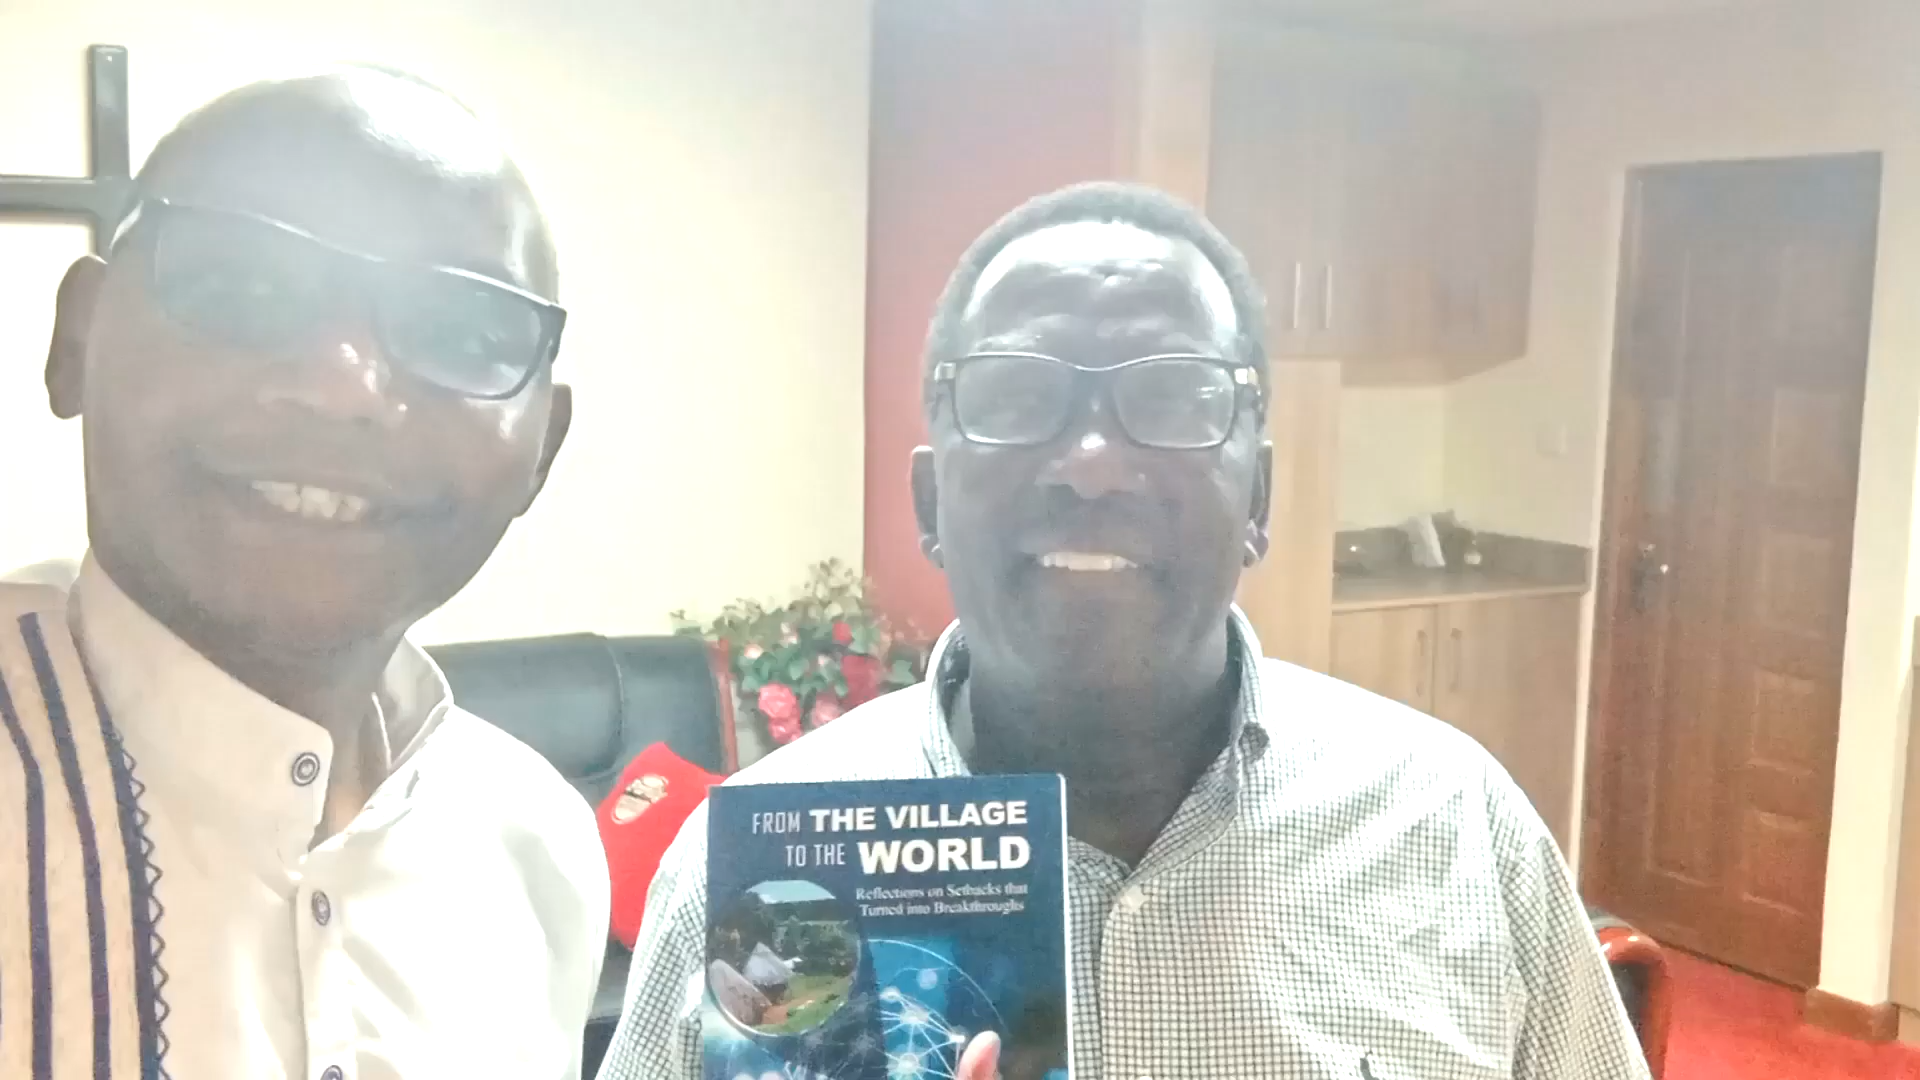 FROM THE VILLAGE
TO THE WORLD
Reflections on Setbacks that
Turned into Breakthroughs